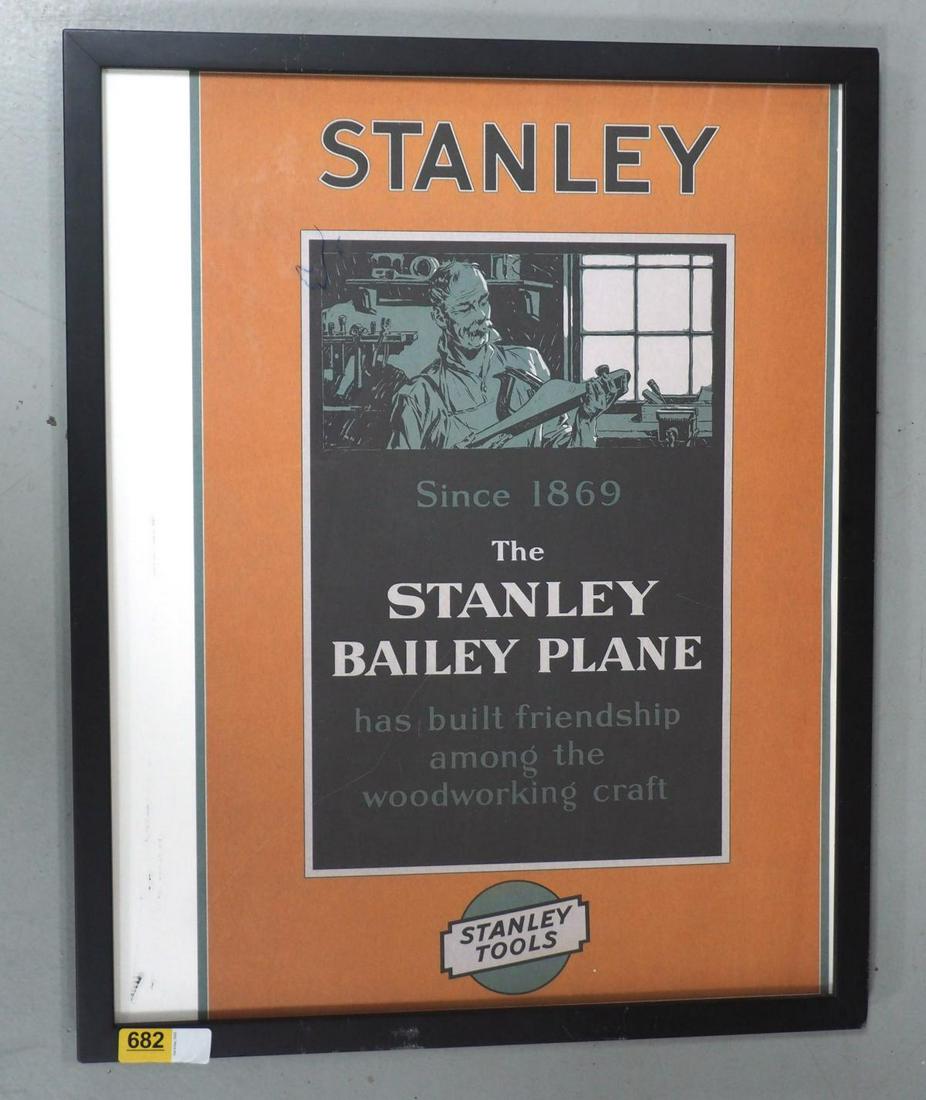 STANLEY
Since 1869
The
STANLEY
BAILEY PLANE
has built friendship
among the
woodworking craft
STANLEY
TOOLS
682